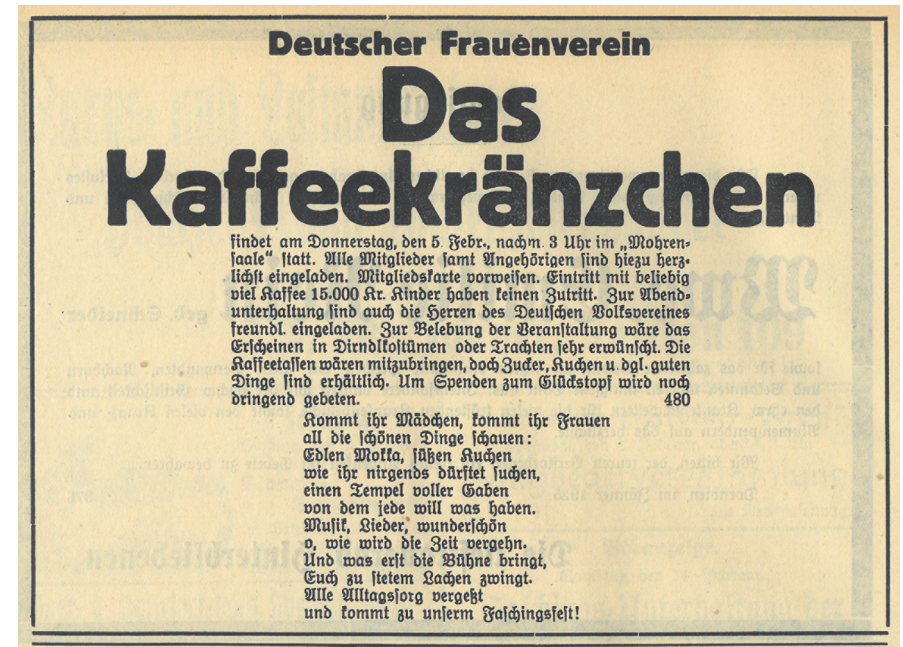 Deutscher Frauenverein
Das
Kaffeekränzchen
findet am Donnerstag, den 5. Febr., nachm. 3 Uhr im „Mohren-
saale" statt. Alle Mitglieder samt Angehörigen sind hiezu herz-
lichst eingeladen. Mitgliedskarte vorweisen. Eintritt mit beliebig
viel Kaffee 15.000 Kr. Kinder haben keinen Zutritt. Zur Abend-
unterhaltung sind auch die Herren des Deutschen Volksvereines
freundl. eingeladen. Zur Belebung der Veranstaltung wäre das
Erscheinen in Dirndlkostümen oder Trachten sehr erwünscht. Die
Kaffetassen wären mitzubringen, doch Zucker, Kuchen u. dgl. guten
Dinge sind erhältlich. Um Spenden zum Glückstopf wird noch
dringend gebeten. 480
Kommt ihr Mädchen, kommt ihr Frauen
all die schönen Dinge schauen:
Edlen Mokka, süßen Kuchen
wie ihr nirgends dürftet suchen,
einen Tempel voller Gaben
von dem jede will was haben.
Musik, Lieder, wunderschön
o, wie wird die Zeit vergehn.
Und was erst die Bühne bringt,
Euch zu stetem Lachen zwingt.
Alle Alltagssorg vergeßt
und kommt zu unserm Faschingsfest!